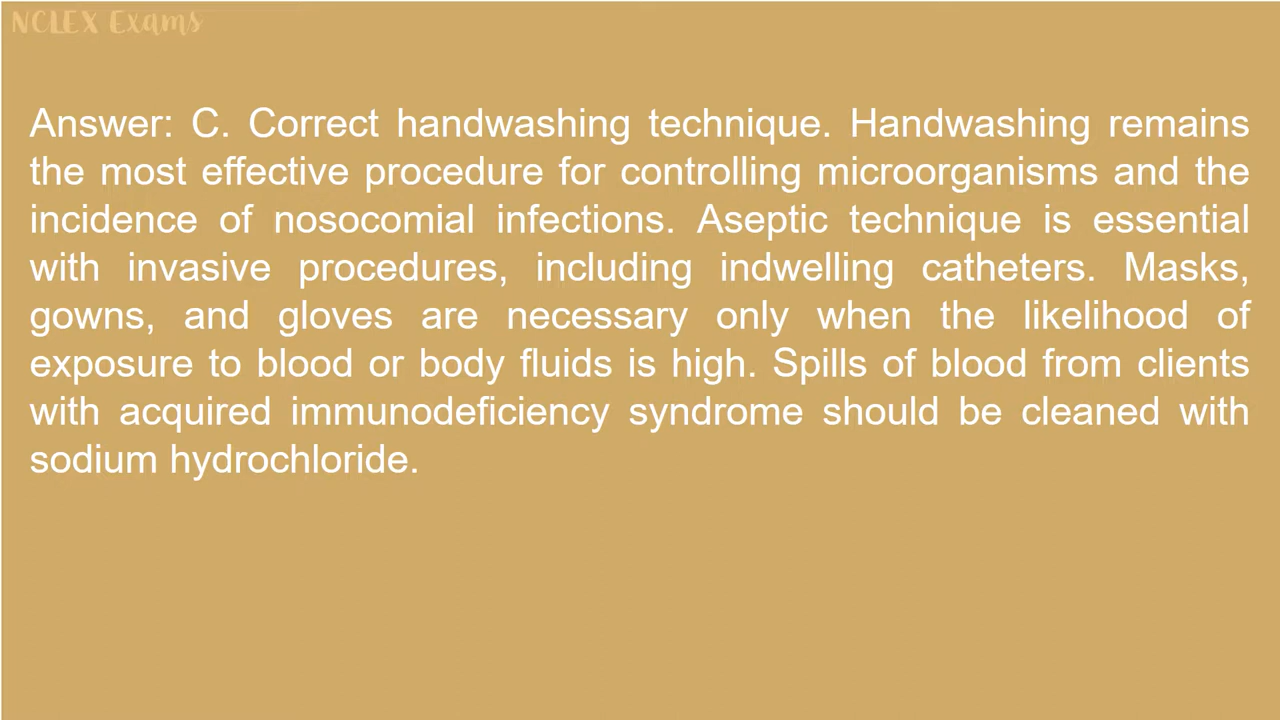 NCLEX Exams
Answer: C. Correct handwashing technique. Handwashing remains
the most effective procedure for controlling microorganisms and the
incidence of nosocomial infections. Aseptic technique is essential
with invasive procedures, including indwelling catheters. Masks,
gowns, and gloves are necessary only when the likelihood of
exposure to blood or body fluids is high. Spills of blood from clients
with acquired immunodeficiency syndrome should be cleaned with
sodium hydrochloride.